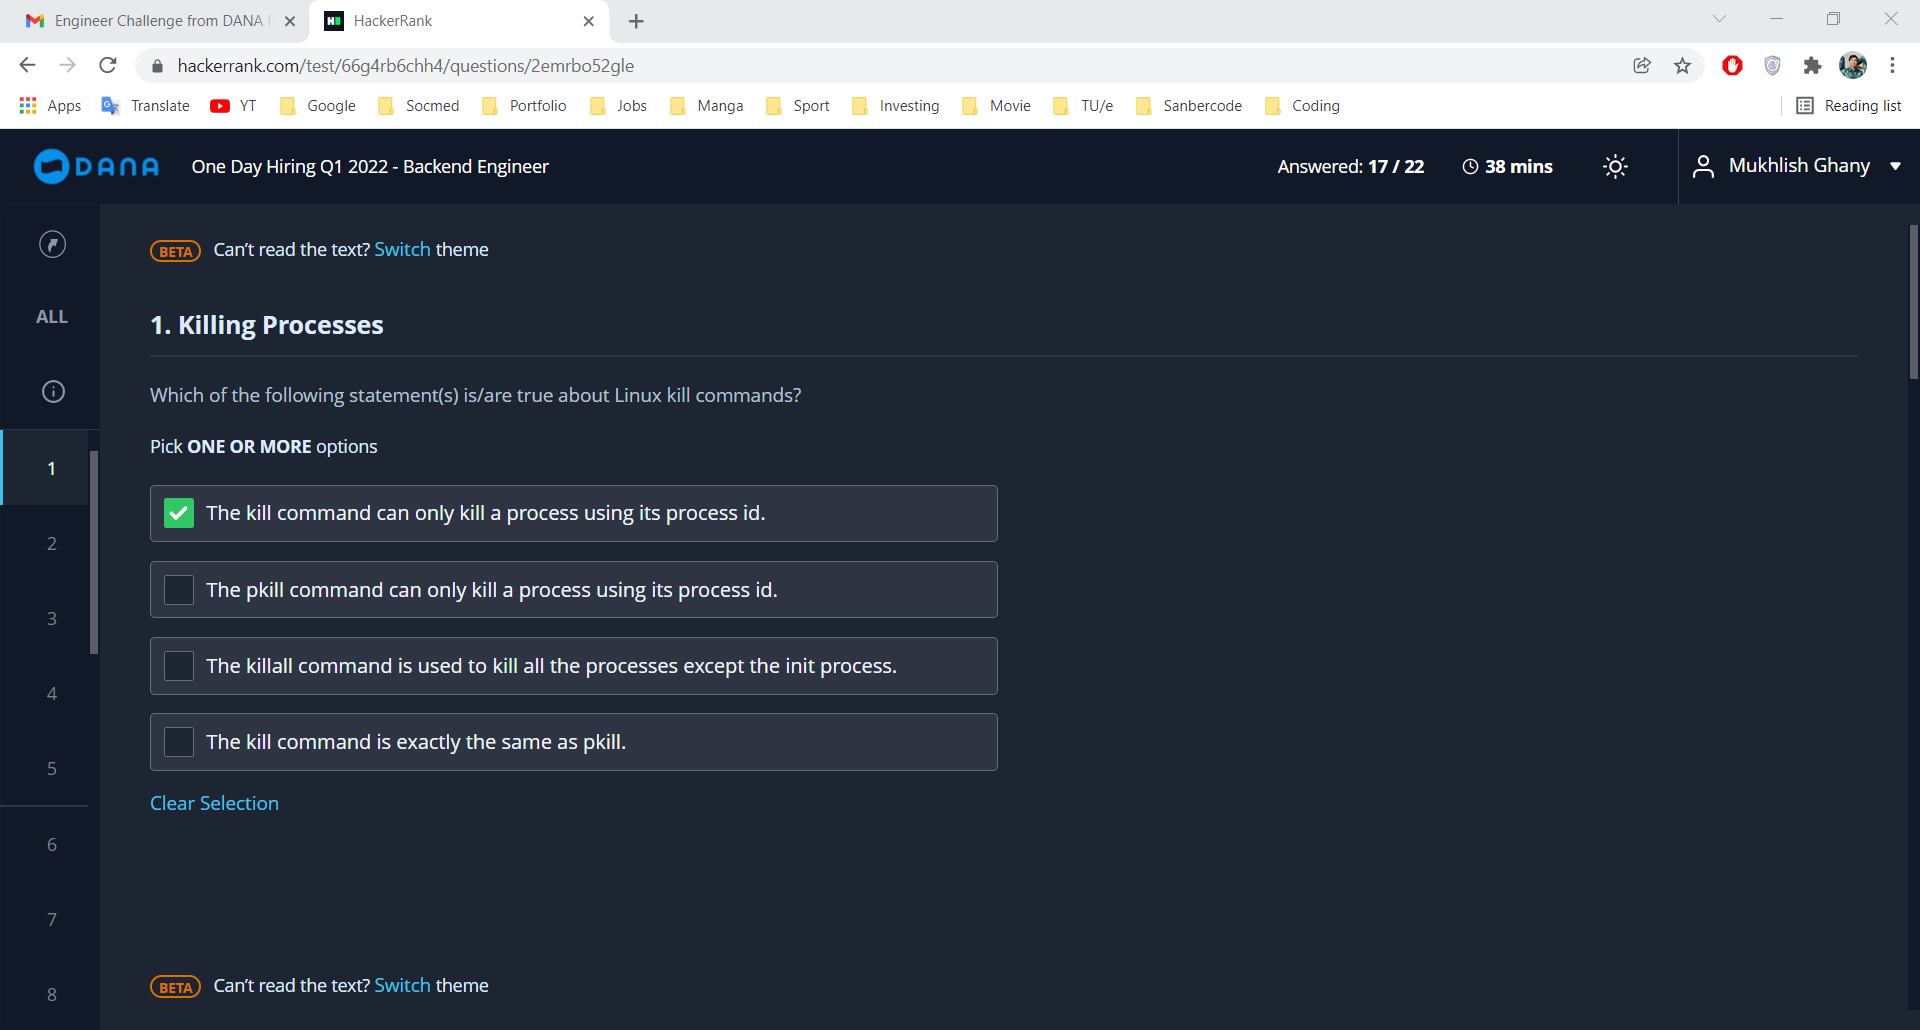 Engineer Challenge from DANA
HackerRank
hackerrank.com/test/66g4rb6chh4/questions/2emrbo52gle
Apps Translate YT Google Socmed Portfolio Jobs Manga Sport Investing Movie TU/e Sanbercode Coding Reading list
DANA One Day Hiring Q1 2022 - Backend Engineer Answered: 17 / 22 38 mins Mukhlish Ghany
BETA Can't read the text? Switch theme
ALL
1. Killing Processes
Which of the following statement(s) is/are true about Linux kill commands?
Pick ONE OR MORE options
1
The kill command can only kill a process using its process id.
2
The pkill command can only kill a process using its process id.
3
The killall command is used to kill all the processes except the init process.
4
The kill command is exactly the same as pkill.
5
Clear Selection
6
7
8
BETA Can't read the text? Switch theme